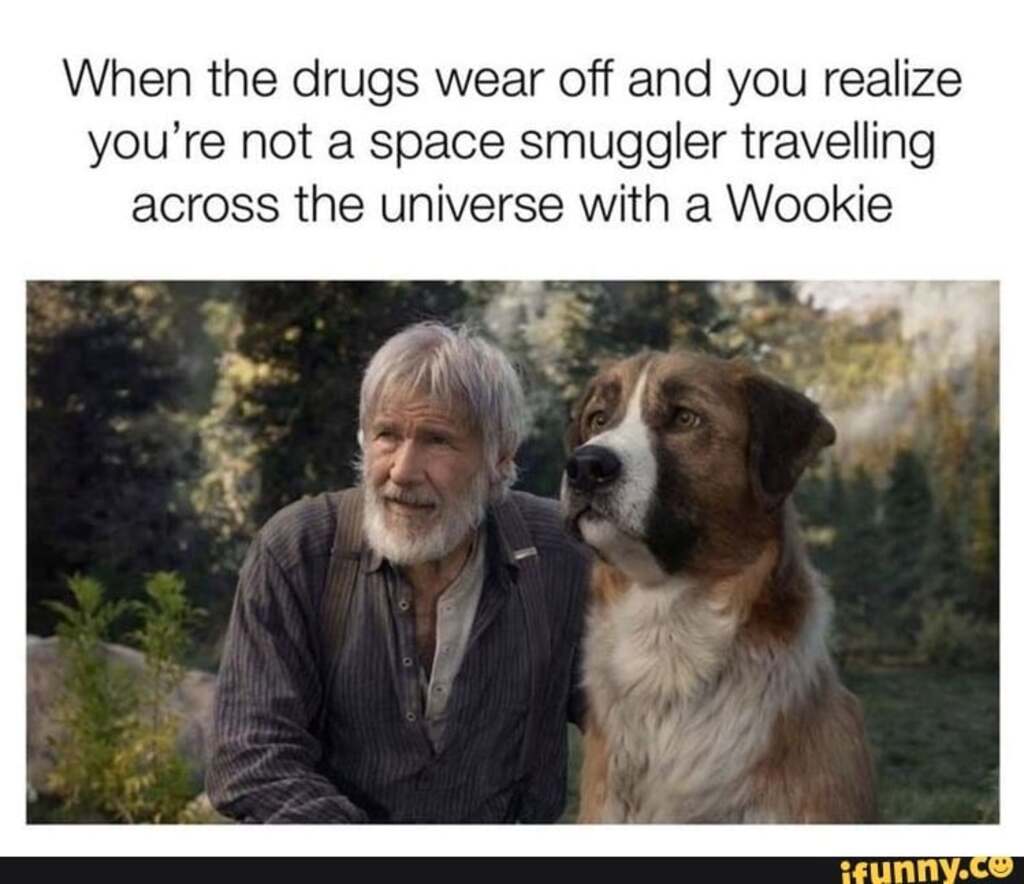 When the drugs wear off and you realize
you're not a space smuggler travelling
across the universe with a Wookie
ifunny.co